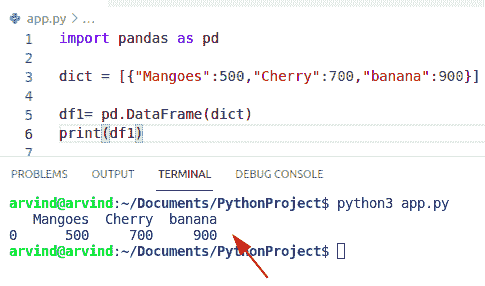 app.py > ...
1 import pandas as pd
2
3 dict = [{"Mangoes":500,"Cherry":700,"banana":900}]
4
5 df1= pd.DataFrame(dict)
6 print(df1)
7
PROBLEMS OUTPUT TERMINAL DEBUG CONSOLE
arvind@arvind:~/Documents/PythonProject$ python3 app.py
Mangoes Cherry banana
0 500 700 900
arvind@arvind:~/Documents/PythonProject$